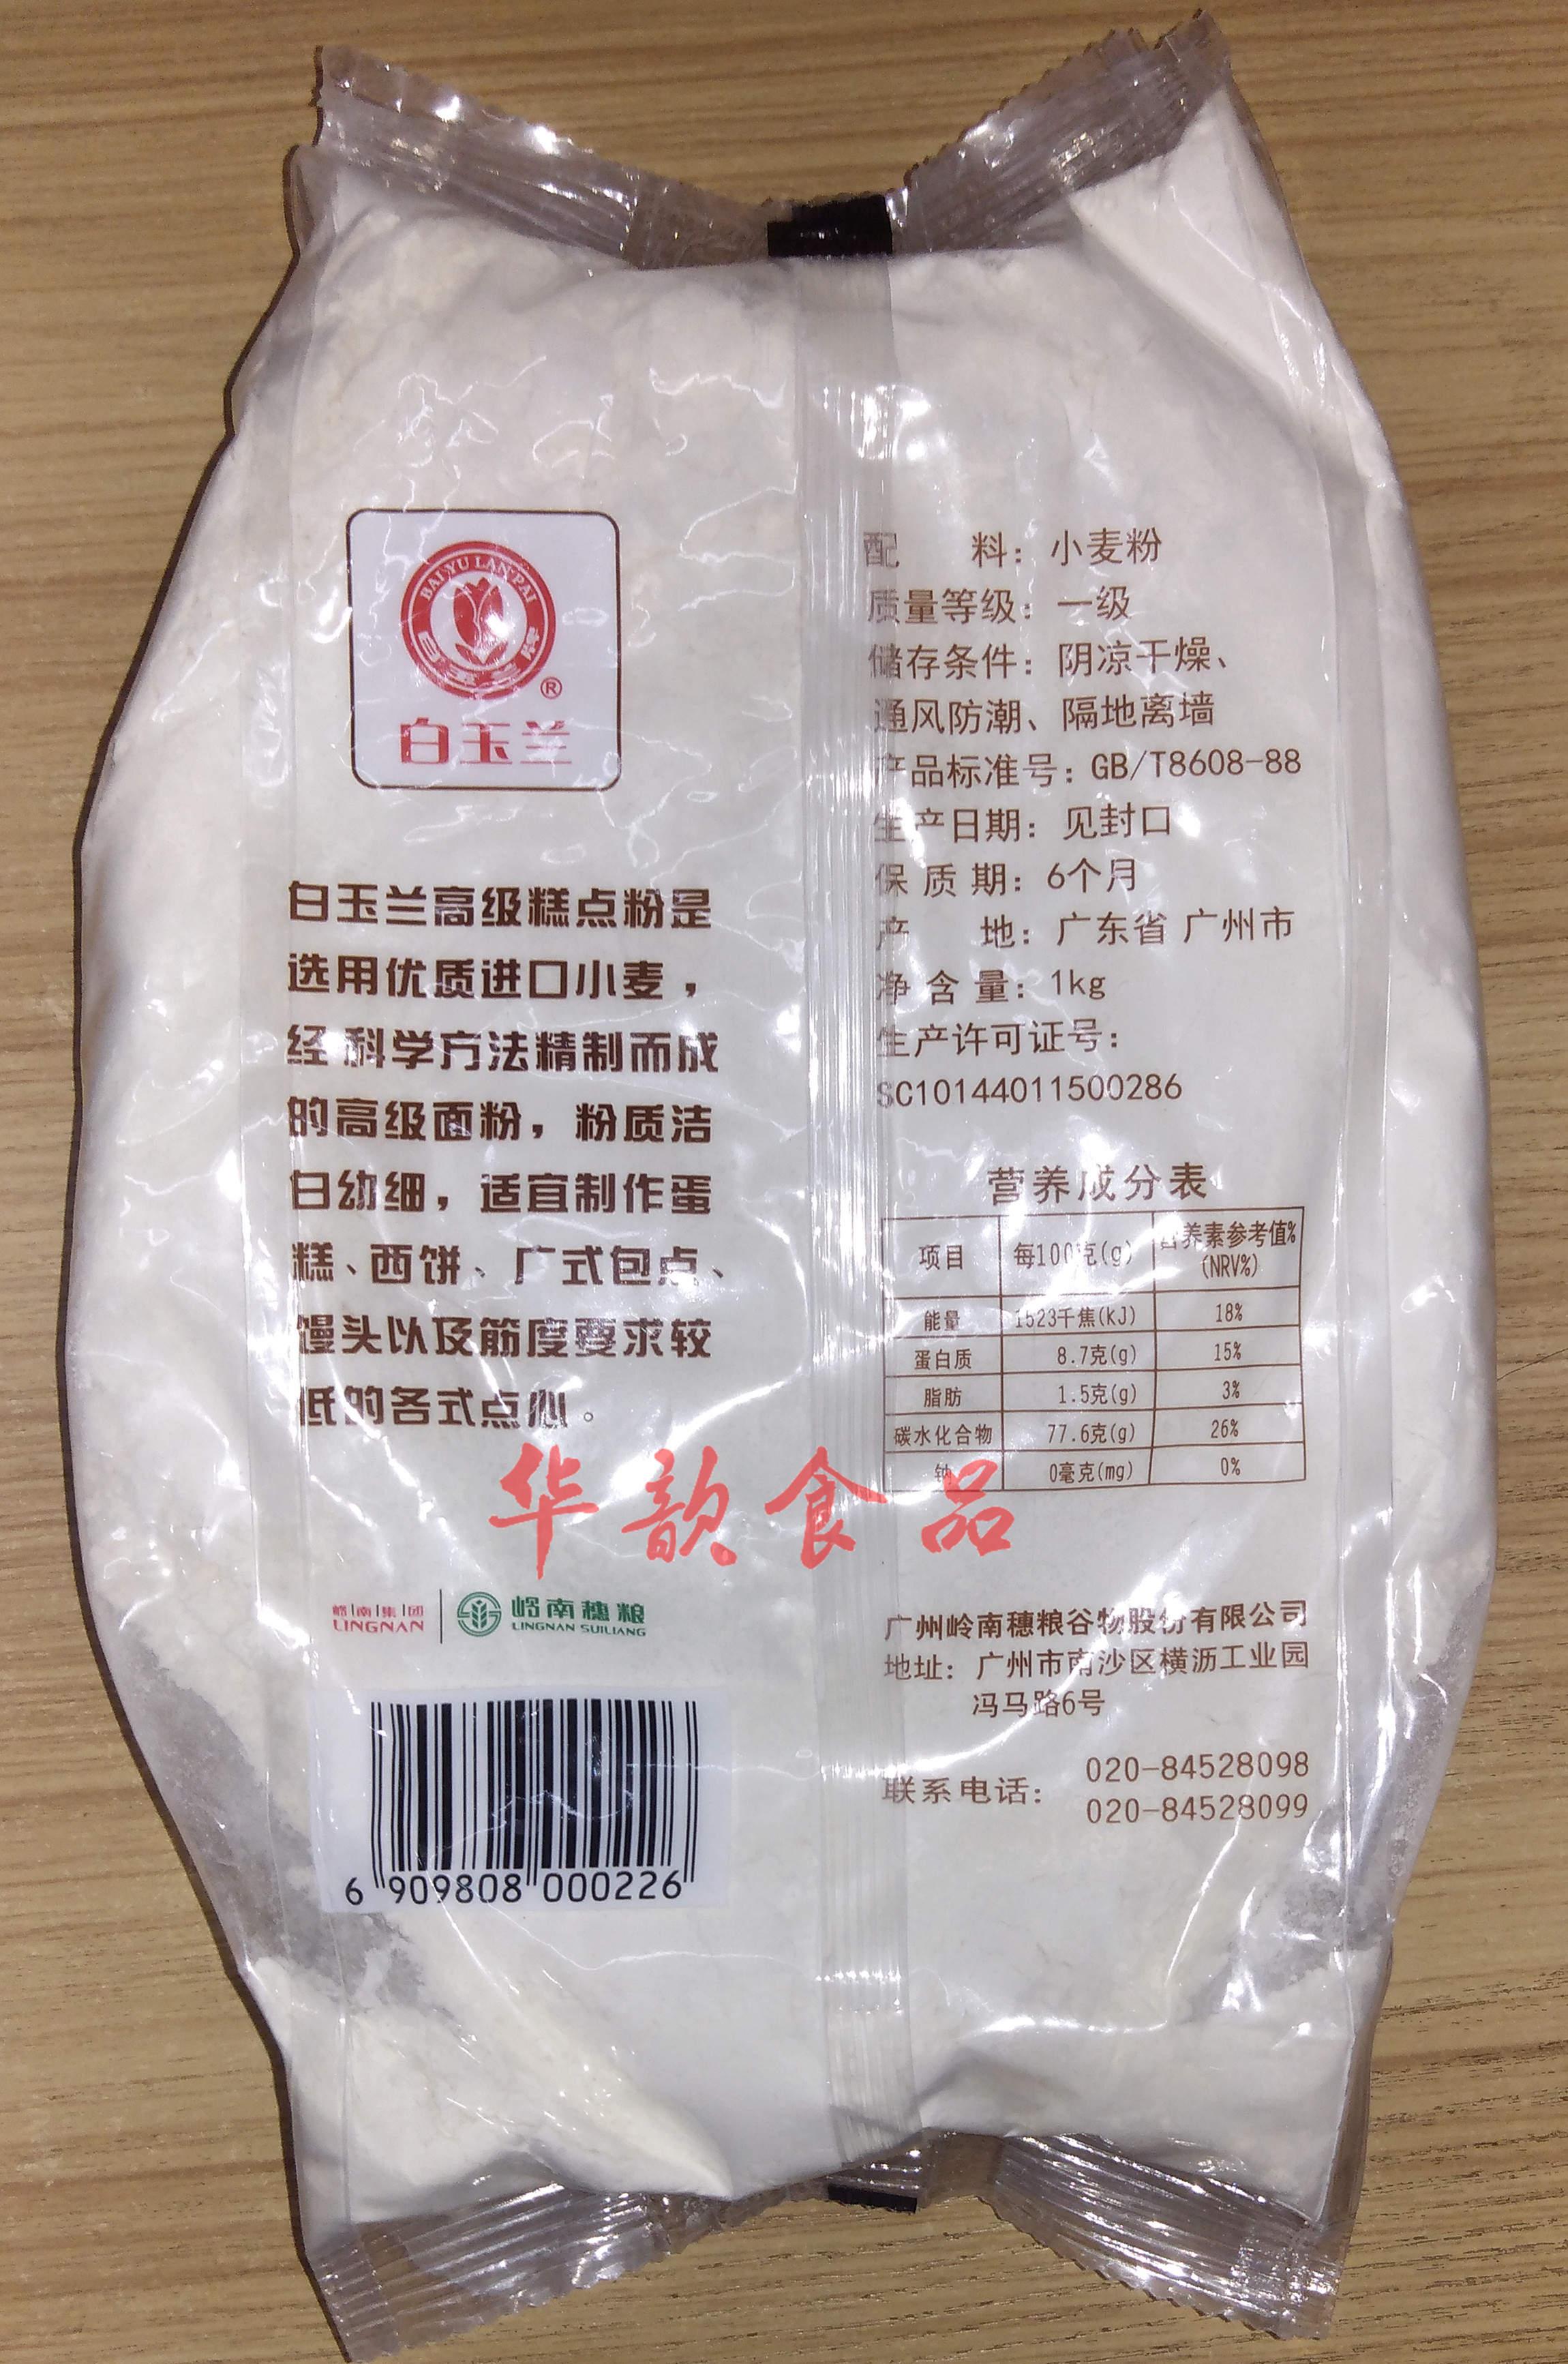 BAI YU LAN PAI
白玉兰牌
®
白玉兰
白玉兰高级糕点粉是
选用优质进口小麦，
经科学方法精制而成
的高级面粉，粉质洁
白幼细，适宜制作蛋
糕、西饼、广式包点、
馒头以及筋度要求较
低的各式点心。
配 料：小麦粉
质量等级：一级
储存条件：阴凉干燥、
通风防潮、隔地离墙
产品标准号：GB/T8608-88
生产日期：见封口
保质期：6个月
产 地：广东省 广州市
净含量：1kg
生产许可证号：
SC10144011500286
营养成分表
项目 每100克(g) 营养素参考值%
(NRV%)
能量 1523千焦(kJ) 18%
蛋白质 8.7克(g) 15%
脂肪 1.5克(g) 3%
碳水化合物 77.6克(g) 26%
钠 0毫克(mg) 0%
华韵食品
岭南集团
LINGNAN
岭南穗粮
LINGNAN SUILIANG
6 909808 000226
广州岭南穗粮谷物股份有限公司
地址：广州市南沙区横沥工业园
冯马路6号
联系电话：020-84528098
020-84528099